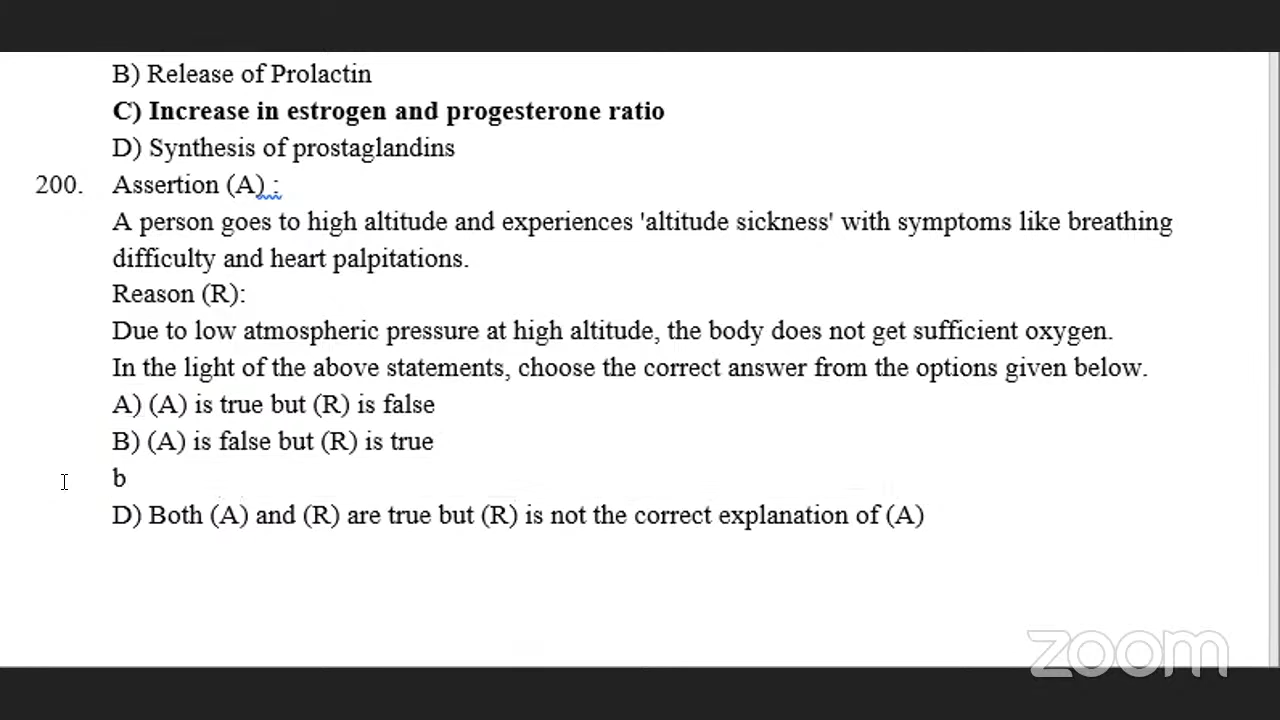 B) Release of Prolactin
C) Increase in estrogen and progesterone ratio
D) Synthesis of prostaglandins
200. Assertion (A) :
A person goes to high altitude and experiences 'altitude sickness' with symptoms like breathing
difficulty and heart palpitations.
Reason (R):
Due to low atmospheric pressure at high altitude, the body does not get sufficient oxygen.
In the light of the above statements, choose the correct answer from the options given below.
A) (A) is true but (R) is false
B) (A) is false but (R) is true
b
D) Both (A) and (R) are true but (R) is not the correct explanation of (A)
zoom